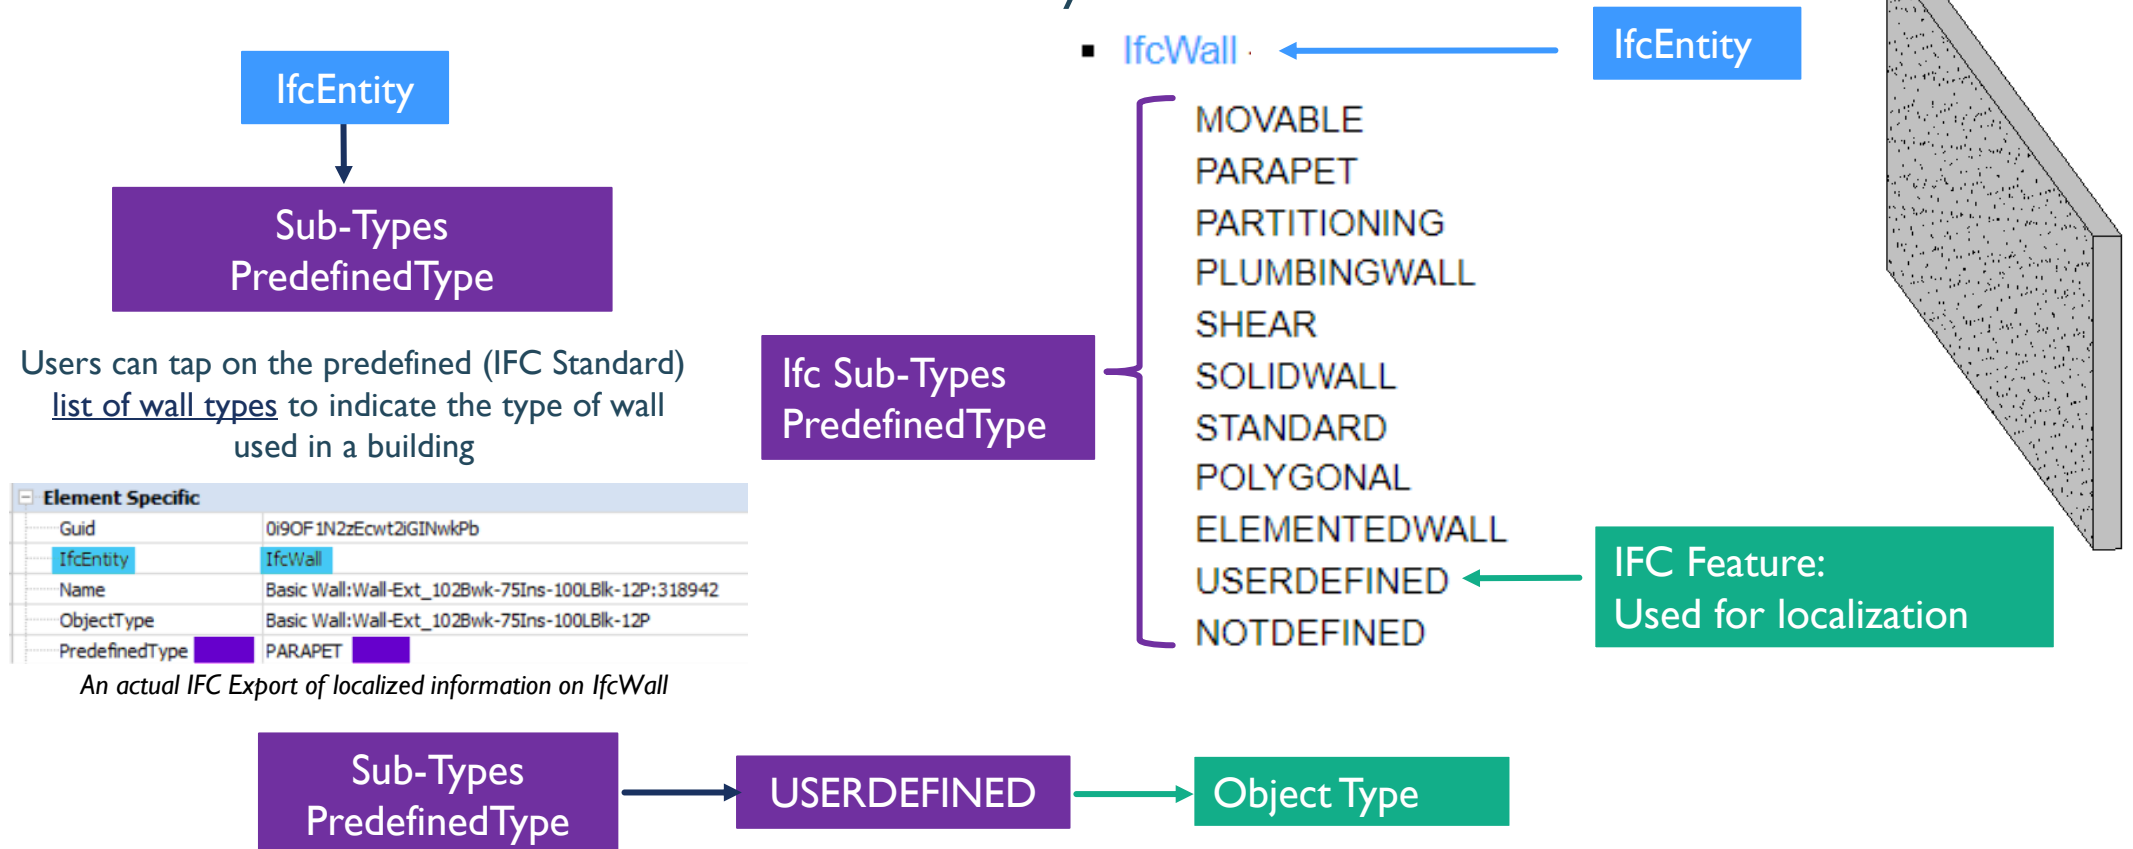 IfcEntity
Sub-Types
PredefinedType
Users can tap on the predefined (IFC Standard)
list of wall types to indicate the type of wall
used in a building
Element Specific
Guid 0i9OF1N2zEcwt2iGINwkPb
IfcEntity IfcWall
Name Basic Wall:Wall-Ext_102Bwk-75Ins-100LBlk-12P:318942
ObjectType Basic Wall:Wall-Ext_102Bwk-75Ins-100LBlk-12P
PredefinedType PARAPET
An actual IFC Export of localized information on IfcWall
▪ IfcWall
IfcEntity
Ifc Sub-Types
PredefinedType
MOVABLE
PARAPET
PARTITIONING
PLUMBINGWALL
SHEAR
SOLIDWALL
STANDARD
POLYGONAL
ELEMENTEDWALL
USERDEFINED
NOTDEFINED
IFC Feature:
Used for localization
Sub-Types
PredefinedType
USERDEFINED
Object Type